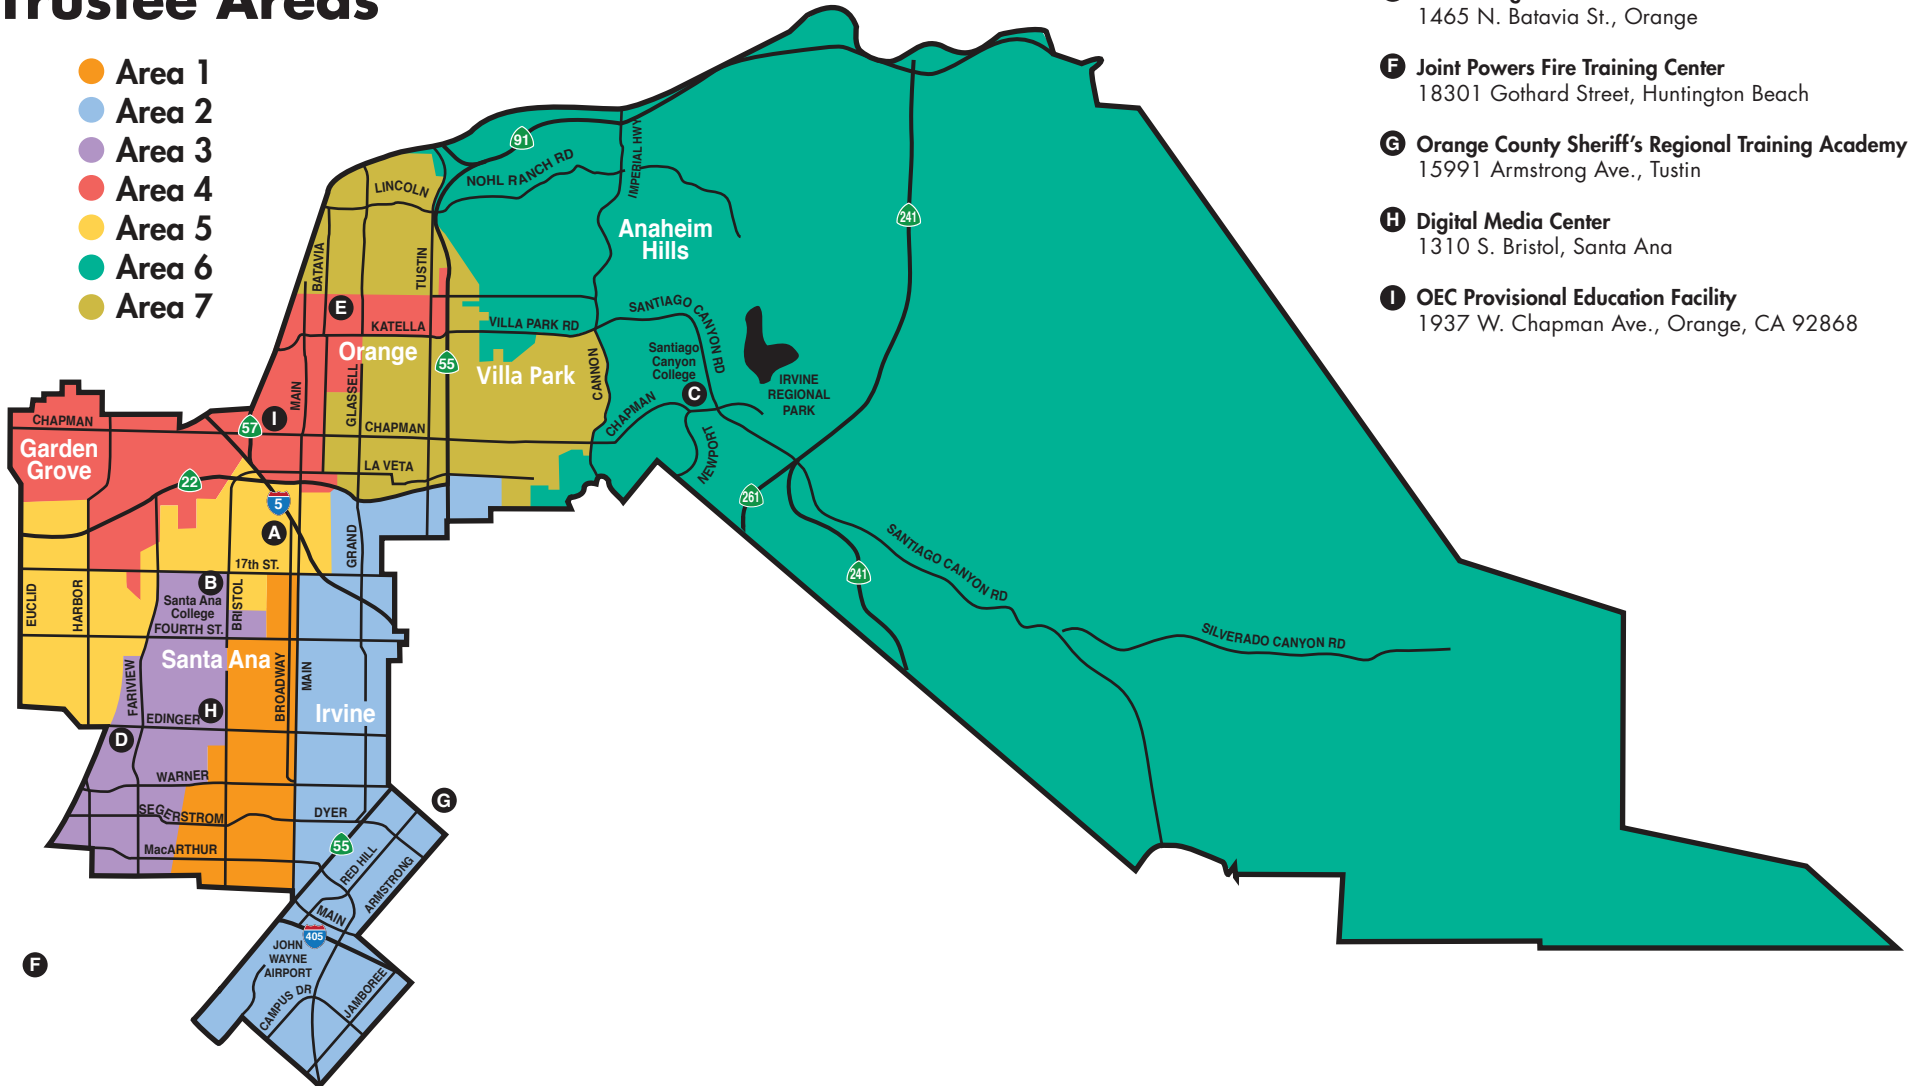 Trustee Areas
Area 1
Area 2
Area 3
Area 4
Area 5
Area 6
Area 7
1465 N. Batavia St., Orange
F Joint Powers Fire Training Center
18301 Gothard Street, Huntington Beach
G Orange County Sheriff's Regional Training Academy
15991 Armstrong Ave., Tustin
H Digital Media Center
1310 S. Bristol, Santa Ana
I OEC Provisional Education Facility
1937 W. Chapman Ave., Orange, CA 92868
91
NOHL RANCH RD
IMPERIAL HWY
LINCOLN
241
Anaheim
Hills
BATAVIA
TUSTIN
E
KATELLA
VILLA PARK RD
SANTIAGO CANYON RD
Orange
55
Villa Park
CANNON
Santiago
Canyon
College
C
IRVINE
REGIONAL
PARK
MAIN
GLASSELL
CHAPMAN
Garden
Grove
57
I
CHAPMAN
CHAPMAN
NEWPORT
LA VETA
22
5
261
A
GRAND
17th ST.
SANTIAGO CANYON RD
241
EUCLID
HARBOR
B
Santa Ana
College
BRISTOL
FOURTH ST.
SILVERADO CANYON RD
Santa Ana
FARIVIEW
BROADWAY
MAIN
H
EDINGER
Irvine
D
WARNER
G
SEGERSTROM
DYER
55
MacARTHUR
RED HILL
ARMSTRONG
MAIN
405
F
JOHN
WAYNE
AIRPORT
CAMPUS DR
JAMBOREE